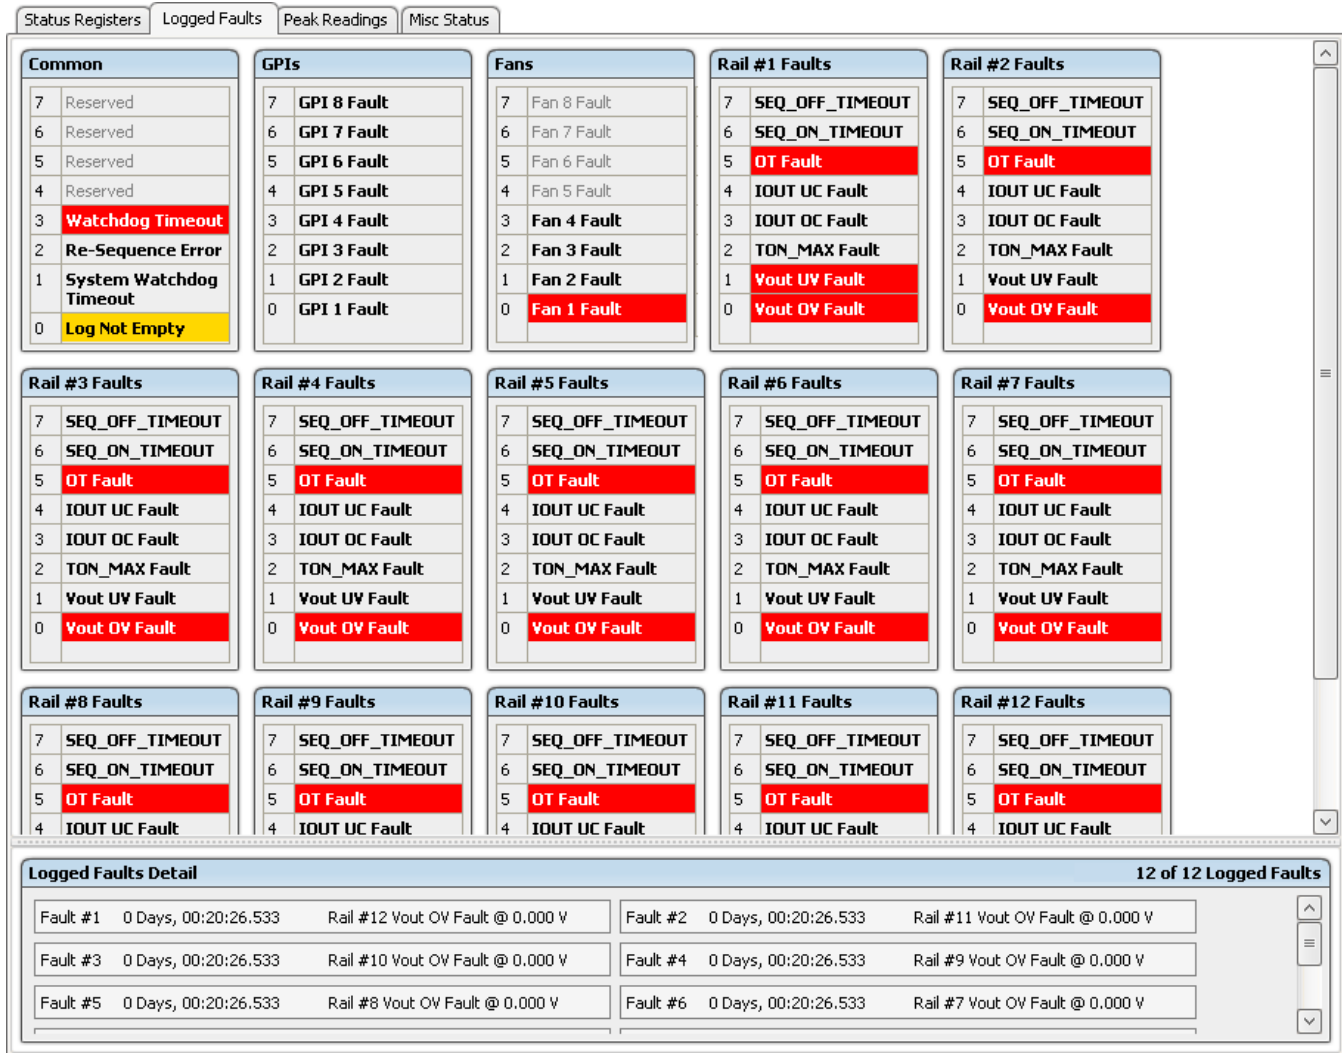 Status Registers Logged Faults Peak Readings Misc Status
Common
7 Reserved
6 Reserved
5 Reserved
4 Reserved
3 Watchdog Timeout
2 Re-Sequence Error
1 System Watchdog
Timeout
0 Log Not Empty
GPIs
7 GPI 8 Fault
6 GPI 7 Fault
5 GPI 6 Fault
4 GPI 5 Fault
3 GPI 4 Fault
2 GPI 3 Fault
1 GPI 2 Fault
0 GPI 1 Fault
Fans
7 Fan 8 Fault
6 Fan 7 Fault
5 Fan 6 Fault
4 Fan 5 Fault
3 Fan 4 Fault
2 Fan 3 Fault
1 Fan 2 Fault
0 Fan 1 Fault
Rail #1 Faults
7 SEQ_OFF_TIMEOUT
6 SEQ_ON_TIMEOUT
5 OT Fault
4 IOUT UC Fault
3 IOUT OC Fault
2 TON_MAX Fault
1 Vout UV Fault
0 Vout OV Fault
Rail #2 Faults
7 SEQ_OFF_TIMEOUT
6 SEQ_ON_TIMEOUT
5 OT Fault
4 IOUT UC Fault
3 IOUT OC Fault
2 TON_MAX Fault
1 Vout UV Fault
0 Vout OV Fault
Rail #3 Faults
7 SEQ_OFF_TIMEOUT
6 SEQ_ON_TIMEOUT
5 OT Fault
4 IOUT UC Fault
3 IOUT OC Fault
2 TON_MAX Fault
1 Vout UV Fault
0 Vout OV Fault
Rail #4 Faults
7 SEQ_OFF_TIMEOUT
6 SEQ_ON_TIMEOUT
5 OT Fault
4 IOUT UC Fault
3 IOUT OC Fault
2 TON_MAX Fault
1 Vout UV Fault
0 Vout OV Fault
Rail #5 Faults
7 SEQ_OFF_TIMEOUT
6 SEQ_ON_TIMEOUT
5 OT Fault
4 IOUT UC Fault
3 IOUT OC Fault
2 TON_MAX Fault
1 Vout UV Fault
0 Vout OV Fault
Rail #6 Faults
7 SEQ_OFF_TIMEOUT
6 SEQ_ON_TIMEOUT
5 OT Fault
4 IOUT UC Fault
3 IOUT OC Fault
2 TON_MAX Fault
1 Vout UV Fault
0 Vout OV Fault
Rail #7 Faults
7 SEQ_OFF_TIMEOUT
6 SEQ_ON_TIMEOUT
5 OT Fault
4 IOUT UC Fault
3 IOUT OC Fault
2 TON_MAX Fault
1 Vout UV Fault
0 Vout OV Fault
Rail #8 Faults
7 SEQ_OFF_TIMEOUT
6 SEQ_ON_TIMEOUT
5 OT Fault
4 IOUT UC Fault
Rail #9 Faults
7 SEQ_OFF_TIMEOUT
6 SEQ_ON_TIMEOUT
5 OT Fault
4 IOUT UC Fault
Rail #10 Faults
7 SEQ_OFF_TIMEOUT
6 SEQ_ON_TIMEOUT
5 OT Fault
4 IOUT UC Fault
Rail #11 Faults
7 SEQ_OFF_TIMEOUT
6 SEQ_ON_TIMEOUT
5 OT Fault
4 IOUT UC Fault
Rail #12 Faults
7 SEQ_OFF_TIMEOUT
6 SEQ_ON_TIMEOUT
5 OT Fault
4 IOUT UC Fault
Logged Faults Detail 12 of 12 Logged Faults
Fault #1 0 Days, 00:20:26.533 Rail #12 Vout OV Fault @ 0.000 V
Fault #2 0 Days, 00:20:26.533 Rail #11 Vout OV Fault @ 0.000 V
Fault #3 0 Days, 00:20:26.533 Rail #10 Vout OV Fault @ 0.000 V
Fault #4 0 Days, 00:20:26.533 Rail #9 Vout OV Fault @ 0.000 V
Fault #5 0 Days, 00:20:26.533 Rail #8 Vout OV Fault @ 0.000 V
Fault #6 0 Days, 00:20:26.533 Rail #7 Vout OV Fault @ 0.000 V